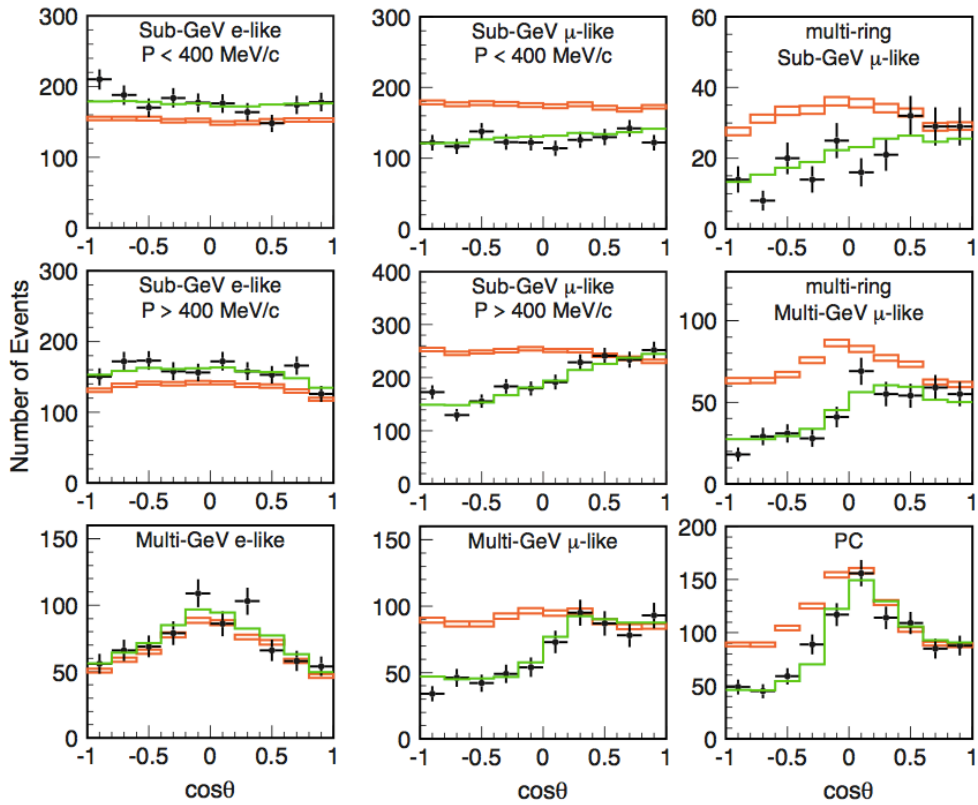 Number of Events
300
200
100
0
Sub-GeV e-like
P < 400 MeV/c
-1 -0.5 0 0.5 1
300
200
100
0
Sub-GeV μ-like
P < 400 MeV/c
-1 -0.5 0 0.5 1
60
40
20
0
multi-ring
Sub-GeV μ-like
-1 -0.5 0 0.5 1
300
200
100
0
Sub-GeV e-like
P > 400 MeV/c
-1 -0.5 0 0.5 1
400
300
200
100
0
Sub-GeV μ-like
P > 400 MeV/c
-1 -0.5 0 0.5 1
100
50
0
multi-ring
Multi-GeV μ-like
-1 -0.5 0 0.5 1
150
100
50
0
Multi-GeV e-like
-1 -0.5 0 0.5 1
cosθ
150
100
50
0
Multi-GeV μ-like
-1 -0.5 0 0.5 1
cosθ
200
150
100
50
0
PC
-1 -0.5 0 0.5 1
cosθ